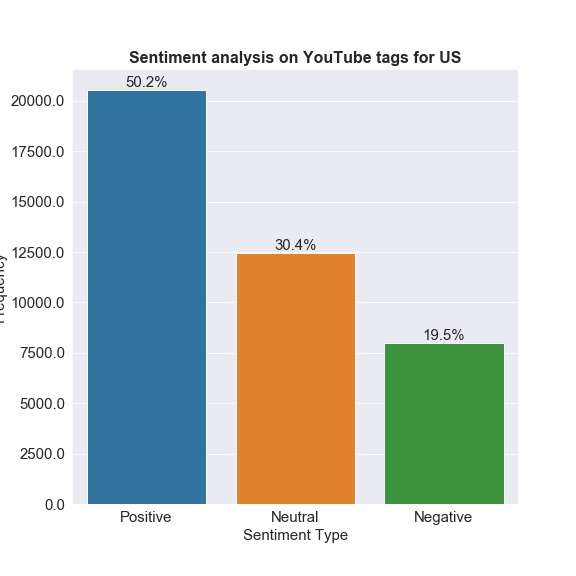 Sentiment analysis on YouTube tags for US
50.2%
20000.0
17500.0
15000.0
12500.0
30.4%
10000.0
Frequency
7500.0
19.5%
5000.0
2500.0
0.0
Positive
Neutral
Negative
Sentiment Type